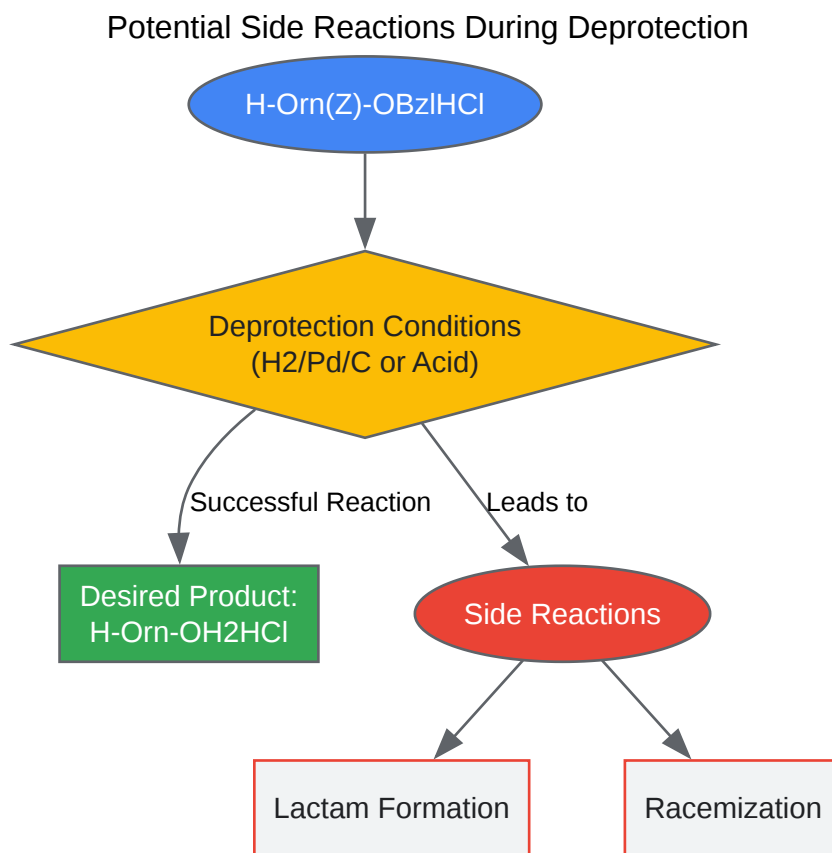 Potential Side Reactions During Deprotection
H-Orn(Z)-OBzlHCl
Deprotection Conditions
(H2/Pd/C or Acid)
Successful Reaction
Leads to
Desired Product:
H-Orn-OH2HCl
Side Reactions
Lactam Formation
Racemization